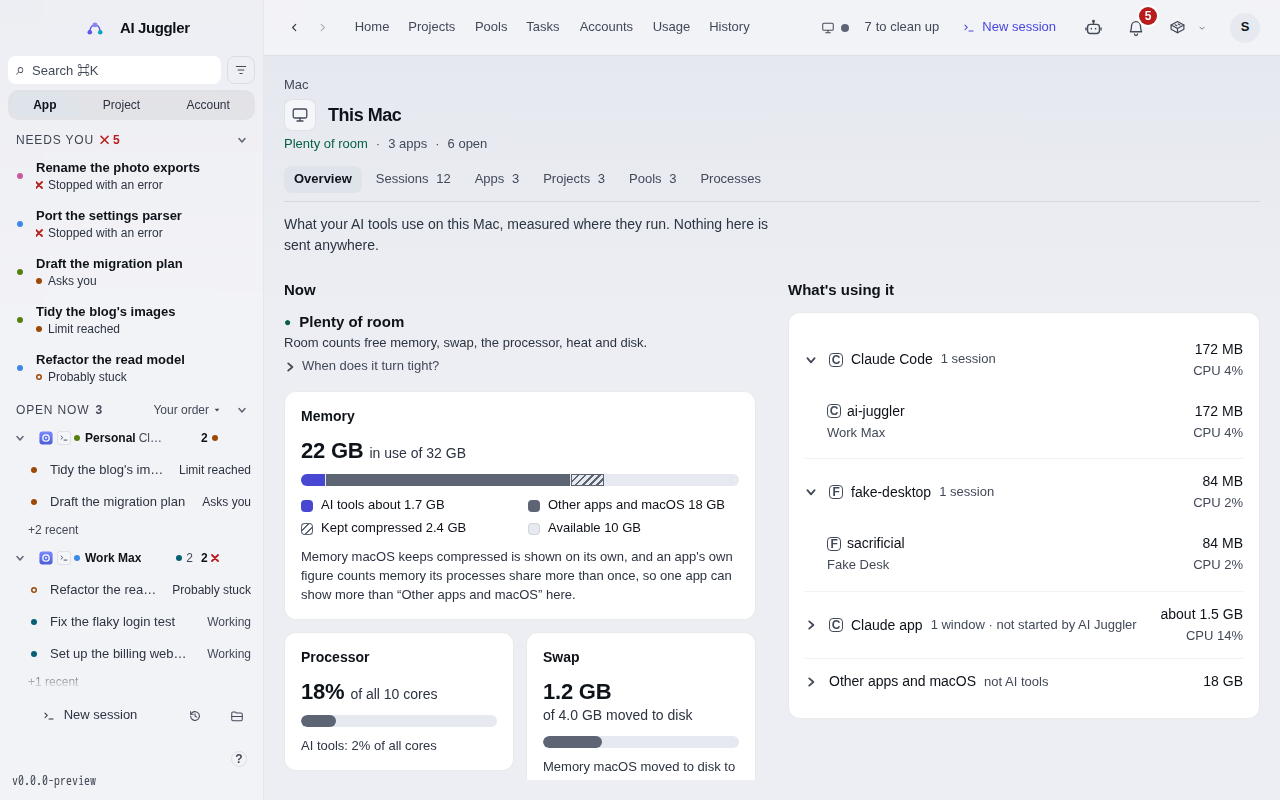 AI Juggler
Search ⌘K
App Project Account
NEEDS YOU 5
Rename the photo exports
Stopped with an error
Port the settings parser
Stopped with an error
Draft the migration plan
Asks you
Tidy the blog's images
Limit reached
Refactor the read model
Probably stuck
OPEN NOW 3 Your order
Personal Cl… 2
Tidy the blog's im… Limit reached
Draft the migration plan Asks you
+2 recent
Work Max 2 2
Refactor the rea… Probably stuck
Fix the flaky login test Working
Set up the billing web… Working
+1 recent
New session
?
v0.0.0-preview
Home Projects Pools Tasks Accounts Usage History
7 to clean up
New session
5
S
Mac
This Mac
Plenty of room · 3 apps · 6 open
Overview Sessions 12 Apps 3 Projects 3 Pools 3 Processes
What your AI tools use on this Mac, measured where they run. Nothing here is
sent anywhere.
Now
Plenty of room
Room counts free memory, swap, the processor, heat and disk.
When does it turn tight?
Memory
22 GB in use of 32 GB
AI tools about 1.7 GB
Other apps and macOS 18 GB
Kept compressed 2.4 GB
Available 10 GB
Memory macOS keeps compressed is shown on its own, and an app's own
figure counts memory its processes share more than once, so one app can
show more than “Other apps and macOS” here.
Processor
18% of all 10 cores
AI tools: 2% of all cores
Swap
1.2 GB
of 4.0 GB moved to disk
Memory macOS moved to disk to
What's using it
C Claude Code 1 session 172 MB
CPU 4%
C ai-juggler 172 MB
Work Max CPU 4%
F fake-desktop 1 session 84 MB
CPU 2%
F sacrificial 84 MB
Fake Desk CPU 2%
C Claude app 1 window · not started by AI Juggler about 1.5 GB
CPU 14%
Other apps and macOS not AI tools 18 GB